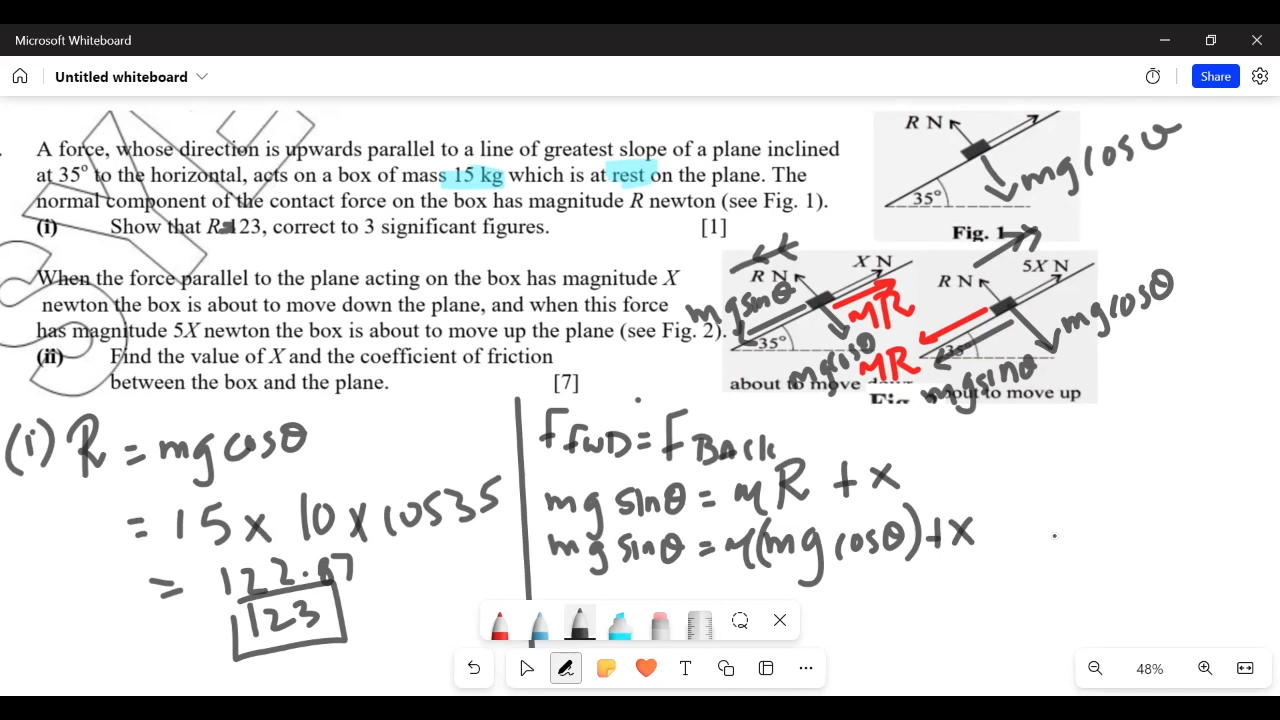 Microsoft Whiteboard
Untitled whiteboard
Share
A force, whose direction is upwards parallel to a line of greatest slope of a plane inclined
at 35° to the horizontal, acts on a box of mass 15 kg which is at rest on the plane. The
normal component of the contact force on the box has magnitude R newton (see Fig. 1).
(i) Show that R=123, correct to 3 significant figures. [1]
When the force parallel to the plane acting on the box has magnitude X
newton the box is about to move down the plane, and when this force
has magnitude 5X newton the box is about to move up the plane (see Fig. 2).
(ii) Find the value of X and the coefficient of friction
between the box and the plane. [7]
R N
mg cos θ
35°
Fig. 1
R N
X N
mg sin θ
μR
35°
mg cos θ
about to move
R N
5X N
mg cos θ
μR
35°
mg sin θ
to move up
Fig
(i) R = mg cos θ
= 15 × 10 × cos 35
= 122.87
123
F FWD = F Back
mg sin θ = μR + x
mg sin θ = μ(mg cos θ) + x
48%